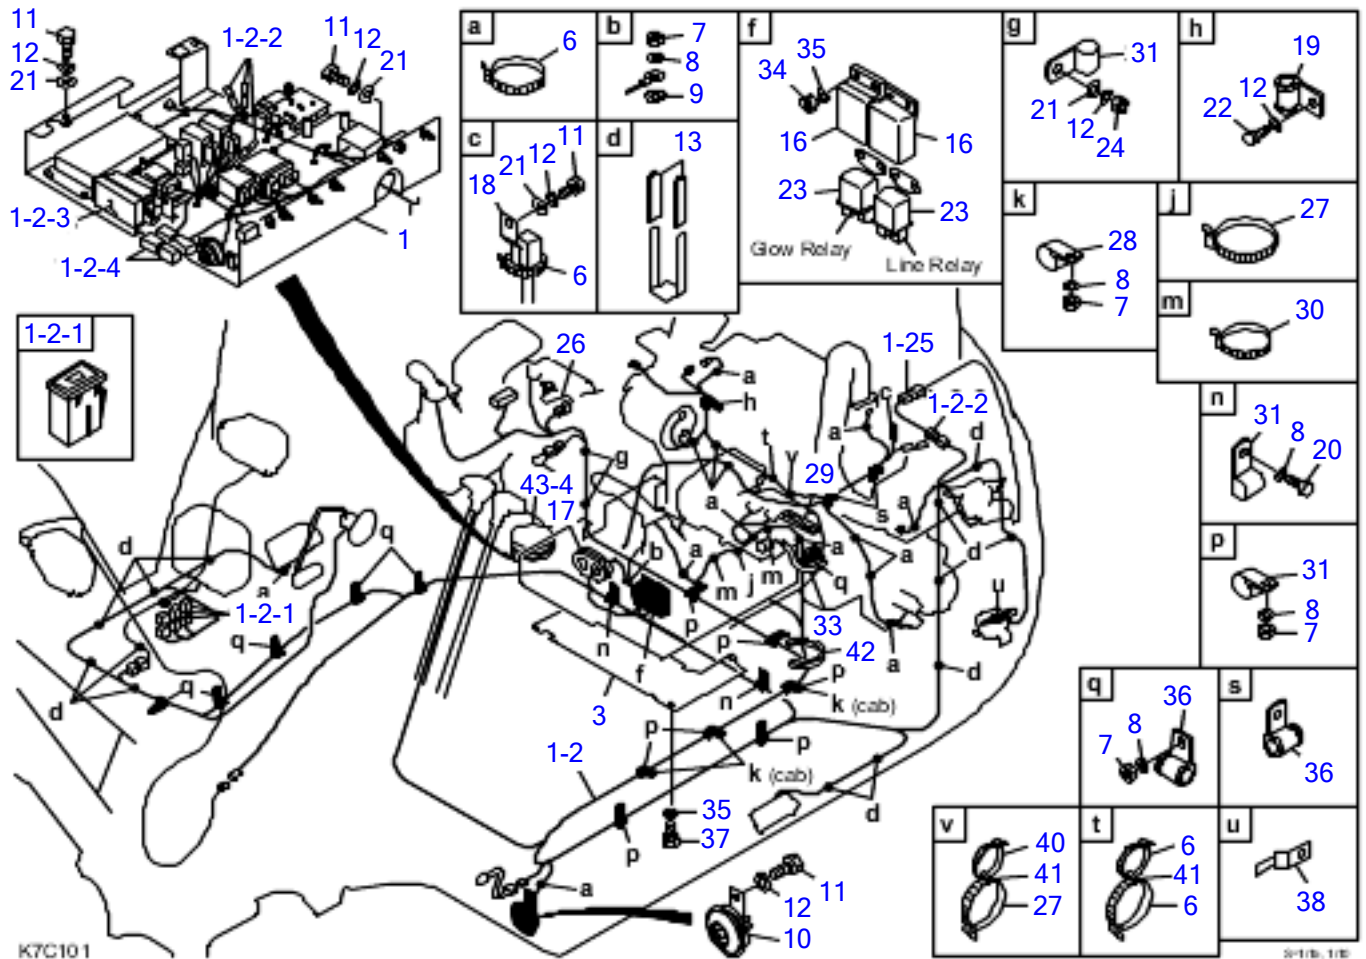 11
12
21
1-2-2
11
12
21
1-2-3
1-2-4
1
a
6
b
7
8
9
c
18
21
12
11
6
d
13
f
35
34
16
16
23
23
Glow Relay
Line Relay
g
31
21
12
24
h
19
12
22
k
28
8
7
j
27
m
30
n
31
8
20
p
31
8
7
q
36
8
7
s
36
v
40
41
27
t
6
41
6
u
38
1-2-1
26
a
h
1-25
c
1-2-2
a
d
g
t
v
29
43-4
17
a
s
a
d
b
a
m
j
m
a
q
a
u
d
q
a
1-2-1
q
q
d
n
f
p
p
33
42
a
d
n
p
k (cab)
3
p
p
1-2
k (cab)
35
37
p
d
a
12
11
10
K7C101